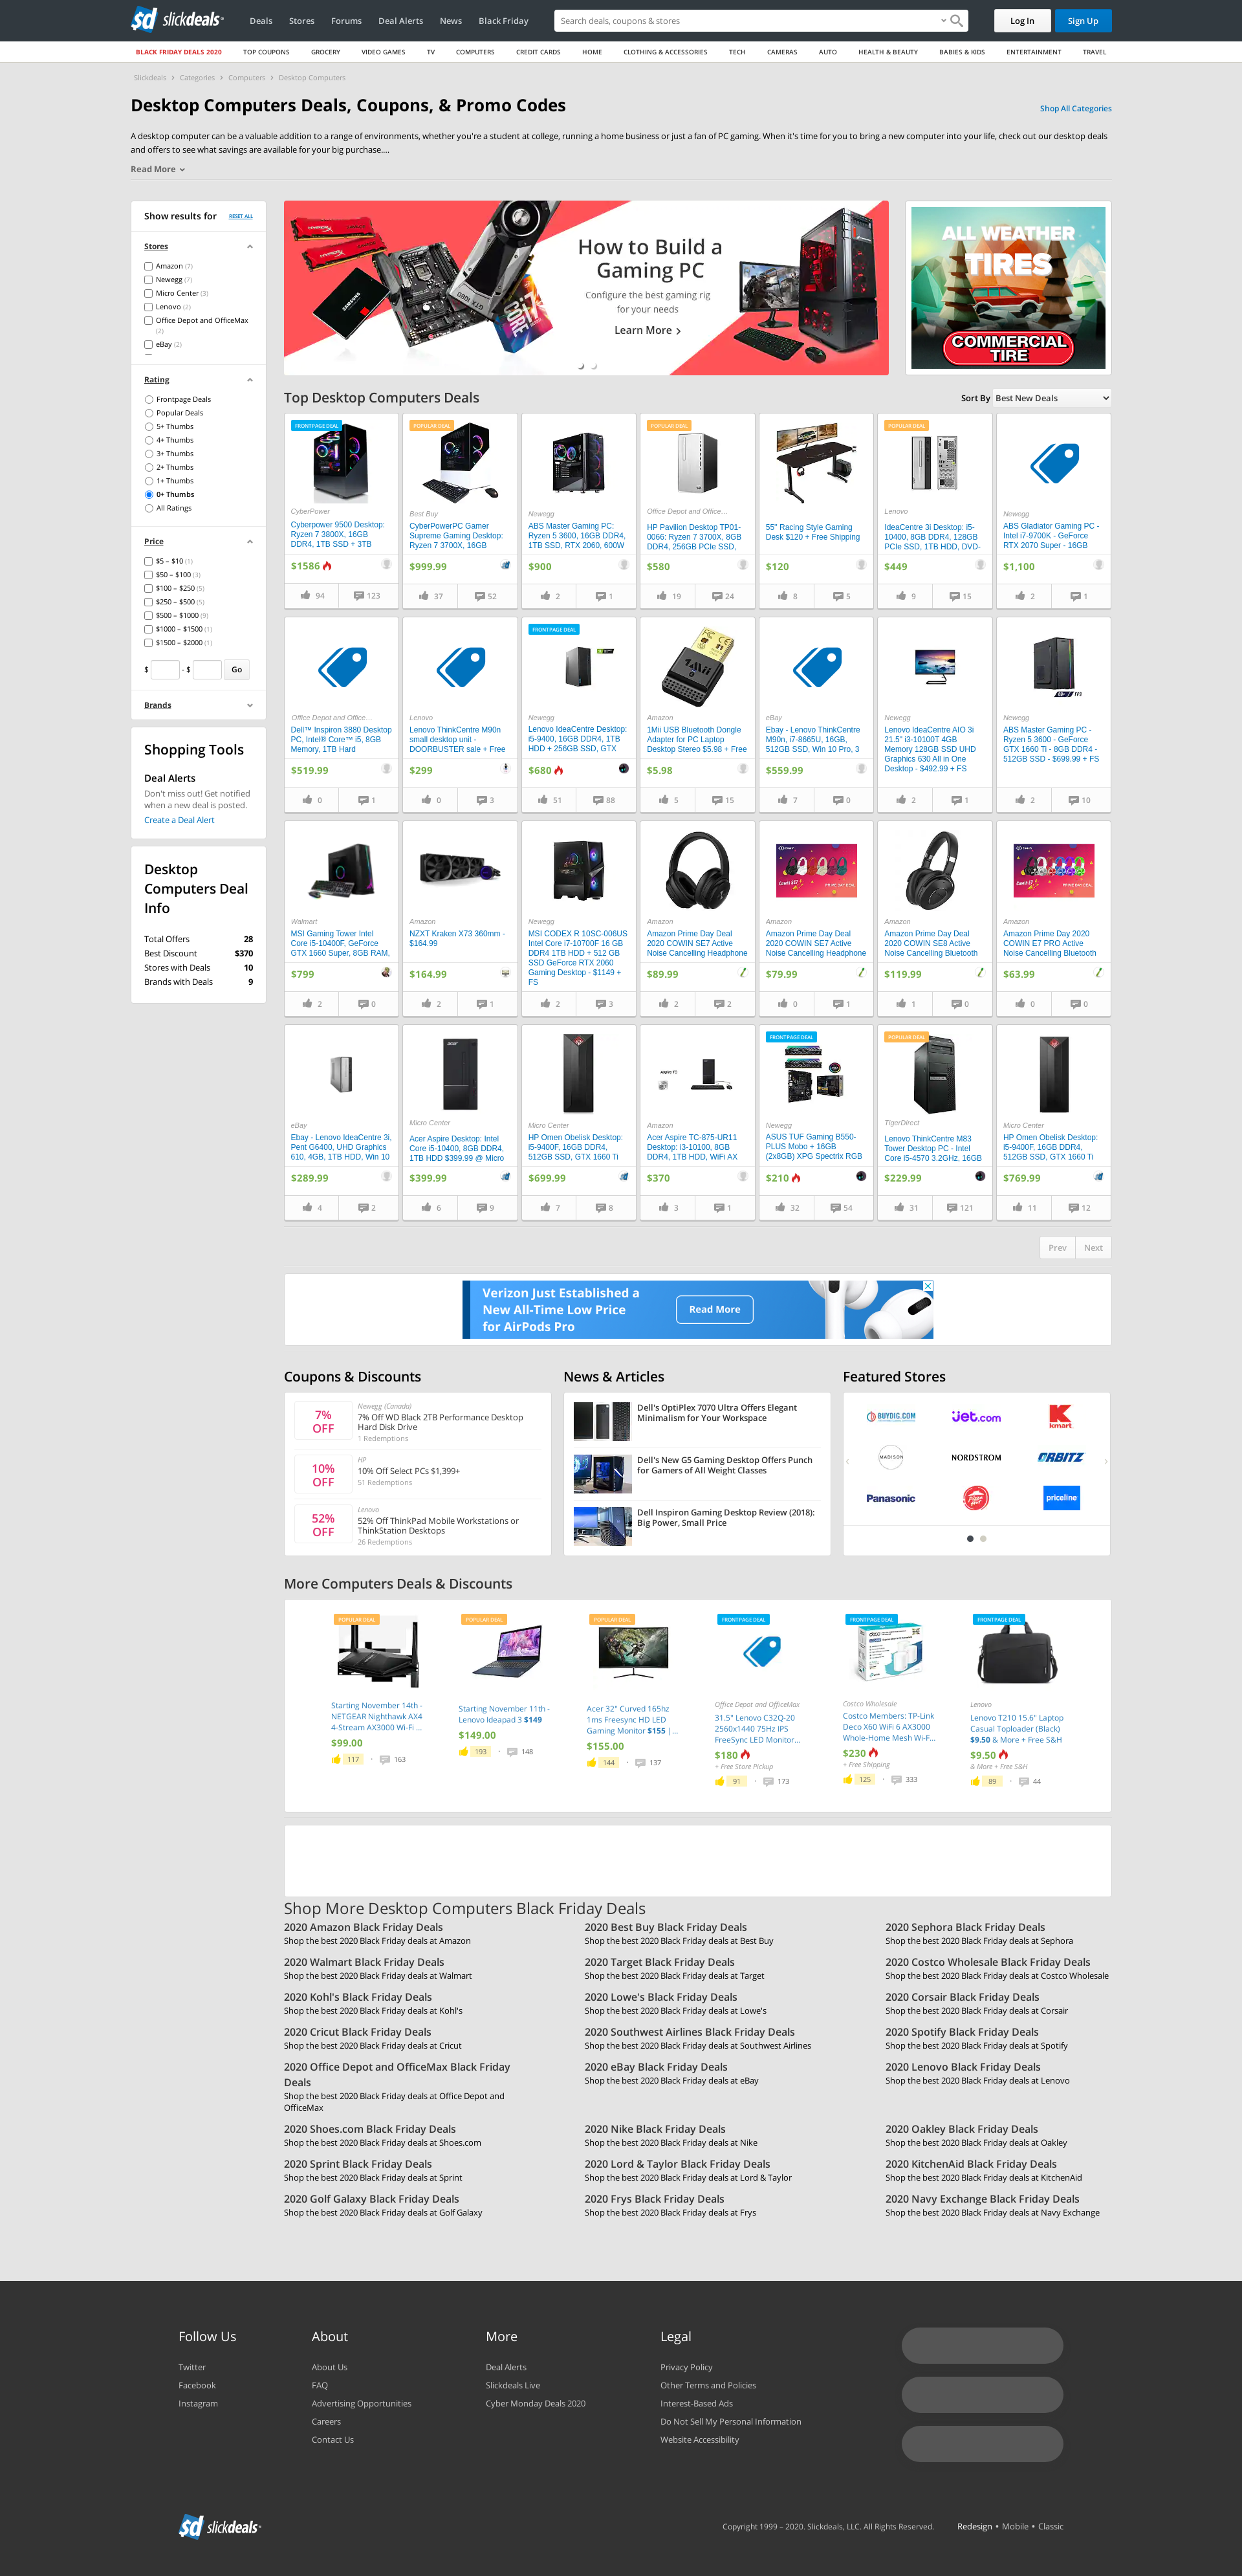 sd slickdeals
Deals
Stores
Forums
Deal Alerts
News
Black Friday
Search deals, coupons & stores
Log In
Sign Up
BLACK FRIDAY DEALS 2020
TOP COUPONS
GROCERY
VIDEO GAMES
TV
COMPUTERS
CREDIT CARDS
HOME
CLOTHING & ACCESSORIES
TECH
CAMERAS
AUTO
HEALTH & BEAUTY
BABIES & KIDS
ENTERTAINMENT
TRAVEL
Slickdeals > Categories > Computers > Desktop Computers
Desktop Computers Deals, Coupons, & Promo Codes
Shop All Categories
A desktop computer can be a valuable addition to a range of environments, whether you're a student at college, running a home business or just a fan of PC gaming. When it's time for you to bring a new computer into your life, check out our desktop deals
and offers to see what savings are available for your big purchase....
Read More
Show results for
RESET ALL
Stores
Amazon (7)
Newegg (7)
Micro Center (3)
Lenovo (2)
Office Depot and OfficeMax
(2)
eBay (2)
Rating
Frontpage Deals
Popular Deals
5+ Thumbs
4+ Thumbs
3+ Thumbs
2+ Thumbs
1+ Thumbs
0+ Thumbs
All Ratings
Price
$5 – $10 (1)
$50 – $100 (3)
$100 – $250 (5)
$250 – $500 (5)
$500 – $1000 (9)
$1000 – $1500 (1)
$1500 – $2000 (1)
$ - $ Go
Brands
Shopping Tools
Deal Alerts
Don't miss out! Get notified
when a new deal is posted.
Create a Deal Alert
Desktop
Computers Deal
Info
Total Offers 28
Best Discount $370
Stores with Deals 10
Brands with Deals 9
How to Build a
Gaming PC
Configure the best gaming rig
for your needs
Learn More
ALL WEATHER
TIRES
COMMERCIAL
TIRE
Top Desktop Computers Deals
Sort By Best New Deals
FRONTPAGE DEAL
CyberPower
Cyberpower 9500 Desktop:
Ryzen 7 3800X, 16GB
DDR4, 1TB SSD + 3TB
$1586
94 123
POPULAR DEAL
Best Buy
CyberPowerPC Gamer
Supreme Gaming Desktop:
Ryzen 7 3700X, 16GB
$999.99
37 52
Newegg
ABS Master Gaming PC:
Ryzen 5 3600, 16GB DDR4,
1TB SSD, RTX 2060, 600W
$900
2 1
POPULAR DEAL
Office Depot and Office...
HP Pavilion Desktop TP01-
0066: Ryzen 7 3700X, 8GB
DDR4, 256GB PCIe SSD,
$580
19 24
55" Racing Style Gaming
Desk $120 + Free Shipping
$120
8 5
POPULAR DEAL
Lenovo
IdeaCentre 3i Desktop: i5-
10400, 8GB DDR4, 128GB
PCIe SSD, 1TB HDD, DVD-
$449
9 15
Newegg
ABS Gladiator Gaming PC -
Intel i7-9700K - GeForce
RTX 2070 Super - 16GB
$1,100
2 1
Office Depot and Office...
Dell™ Inspiron 3880 Desktop
PC, Intel® Core™ i5, 8GB
Memory, 1TB Hard
$519.99
0 1
Lenovo
Lenovo ThinkCentre M90n
small desktop unit -
DOORBUSTER sale + Free
$299
0 3
FRONTPAGE DEAL
Newegg
Lenovo IdeaCentre Desktop:
i5-9400, 16GB DDR4, 1TB
HDD + 256GB SSD, GTX
$680
51 88
1Mii
Amazon
1Mii USB Bluetooth Dongle
Adapter for PC Laptop
Desktop Stereo $5.98 + Free
$5.98
5 15
eBay
Ebay - Lenovo ThinkCentre
M90n, i7-8665U, 16GB,
512GB SSD, Win 10 Pro, 3
$559.99
7 0
Newegg
Lenovo IdeaCentre AIO 3i
21.5" i3-10100T 4GB
Memory 128GB SSD UHD
Graphics 630 All in One
Desktop - $492.99 + FS
2 1
Newegg
ABS Master Gaming PC -
Ryzen 5 3600 - GeForce
GTX 1660 Ti - 8GB DDR4 -
512GB SSD - $699.99 + FS
2 10
Walmart
MSI Gaming Tower Intel
Core i5-10400F, GeForce
GTX 1660 Super, 8GB RAM,
$799
2 0
Amazon
NZXT Kraken X73 360mm -
$164.99
$164.99
2 1
Newegg
MSI CODEX R 10SC-006US
Intel Core i7-10700F 16 GB
DDR4 1TB HDD + 512 GB
SSD GeForce RTX 2060
Gaming Desktop - $1149 +
FS
2 3
Amazon
Amazon Prime Day Deal
2020 COWIN SE7 Active
Noise Cancelling Headphone
$89.99
2 2
Amazon
Amazon Prime Day Deal
2020 COWIN SE7 Active
Noise Cancelling Headphone
$79.99
0 1
Amazon
Amazon Prime Day Deal
2020 COWIN SE8 Active
Noise Cancelling Bluetooth
$119.99
1 0
Amazon
Amazon Prime Day 2020
COWIN E7 PRO Active
Noise Cancelling Bluetooth
$63.99
0 0
eBay
Ebay - Lenovo IdeaCentre 3i,
Pent G6400, UHD Graphics
610, 4GB, 1TB HDD, Win 10
$289.99
4 2
Micro Center
Acer Aspire Desktop: Intel
Core i5-10400, 8GB DDR4,
1TB HDD $399.99 @ Micro
$399.99
6 9
Micro Center
HP Omen Obelisk Desktop:
i5-9400F, 16GB DDR4,
512GB SSD, GTX 1660 Ti
$699.99
7 8
Amazon
Acer Aspire TC-875-UR11
Desktop: i3-10100, 8GB
DDR4, 1TB HDD, WiFi AX
$370
3 1
FRONTPAGE DEAL
Newegg
ASUS TUF Gaming B550-
PLUS Mobo + 16GB
(2x8GB) XPG Spectrix RGB
$210
32 54
POPULAR DEAL
TigerDirect
Lenovo ThinkCentre M83
Tower Desktop PC - Intel
Core i5-4570 3.2GHz, 16GB
$229.99
31 121
Micro Center
HP Omen Obelisk Desktop:
i5-9400F, 16GB DDR4,
512GB SSD, GTX 1660 Ti
$769.99
11 12
Prev Next
Verizon Just Established a
New All-Time Low Price
for AirPods Pro
Read More
Coupons & Discounts
7%
OFF
Newegg (Canada)
7% Off WD Black 2TB Performance Desktop
Hard Disk Drive
1 Redemptions
10%
OFF
HP
10% Off Select PCs $1,399+
51 Redemptions
52%
OFF
Lenovo
52% Off ThinkPad Mobile Workstations or
ThinkStation Desktops
26 Redemptions
News & Articles
Dell's OptiPlex 7070 Ultra Offers Elegant
Minimalism for Your Workspace
Dell's New G5 Gaming Desktop Offers Punch
for Gamers of All Weight Classes
Dell Inspiron Gaming Desktop Review (2018):
Big Power, Small Price
Featured Stores
BUYDIG.COM
jet.com
kmart
MADISON
NORDSTROM
ORBITZ
Panasonic
Pizza Hut
priceline
More Computers Deals & Discounts
POPULAR DEAL
Starting November 14th -
NETGEAR Nighthawk AX4
4-Stream AX3000 Wi-Fi ...
$99.00
117 · 163
POPULAR DEAL
Starting November 11th -
Lenovo Ideapad 3 $149
$149.00
193 · 148
POPULAR DEAL
Acer 32" Curved 165hz
1ms Freesync HD LED
Gaming Monitor $155 |...
$155.00
144 · 137
FRONTPAGE DEAL
Office Depot and OfficeMax
31.5" Lenovo C32Q-20
2560x1440 75Hz IPS
FreeSync LED Monitor...
$180
+ Free Store Pickup
91 · 173
FRONTPAGE DEAL
deco
Costco Wholesale
Costco Members: TP-Link
Deco X60 WiFi 6 AX3000
Whole-Home Mesh Wi-F...
$230
+ Free Shipping
125 · 333
FRONTPAGE DEAL
Lenovo
Lenovo T210 15.6" Laptop
Casual Toploader (Black)
$9.50 & More + Free S&H
$9.50
& More + Free S&H
89 · 44
Shop More Desktop Computers Black Friday Deals
2020 Amazon Black Friday Deals
Shop the best 2020 Black Friday deals at Amazon
2020 Best Buy Black Friday Deals
Shop the best 2020 Black Friday deals at Best Buy
2020 Sephora Black Friday Deals
Shop the best 2020 Black Friday deals at Sephora
2020 Walmart Black Friday Deals
Shop the best 2020 Black Friday deals at Walmart
2020 Target Black Friday Deals
Shop the best 2020 Black Friday deals at Target
2020 Costco Wholesale Black Friday Deals
Shop the best 2020 Black Friday deals at Costco Wholesale
2020 Kohl's Black Friday Deals
Shop the best 2020 Black Friday deals at Kohl's
2020 Lowe's Black Friday Deals
Shop the best 2020 Black Friday deals at Lowe's
2020 Corsair Black Friday Deals
Shop the best 2020 Black Friday deals at Corsair
2020 Cricut Black Friday Deals
Shop the best 2020 Black Friday deals at Cricut
2020 Southwest Airlines Black Friday Deals
Shop the best 2020 Black Friday deals at Southwest Airlines
2020 Spotify Black Friday Deals
Shop the best 2020 Black Friday deals at Spotify
2020 Office Depot and OfficeMax Black Friday
Deals
Shop the best 2020 Black Friday deals at Office Depot and
OfficeMax
2020 eBay Black Friday Deals
Shop the best 2020 Black Friday deals at eBay
2020 Lenovo Black Friday Deals
Shop the best 2020 Black Friday deals at Lenovo
2020 Shoes.com Black Friday Deals
Shop the best 2020 Black Friday deals at Shoes.com
2020 Nike Black Friday Deals
Shop the best 2020 Black Friday deals at Nike
2020 Oakley Black Friday Deals
Shop the best 2020 Black Friday deals at Oakley
2020 Sprint Black Friday Deals
Shop the best 2020 Black Friday deals at Sprint
2020 Lord & Taylor Black Friday Deals
Shop the best 2020 Black Friday deals at Lord & Taylor
2020 KitchenAid Black Friday Deals
Shop the best 2020 Black Friday deals at KitchenAid
2020 Golf Galaxy Black Friday Deals
Shop the best 2020 Black Friday deals at Golf Galaxy
2020 Frys Black Friday Deals
Shop the best 2020 Black Friday deals at Frys
2020 Navy Exchange Black Friday Deals
Shop the best 2020 Black Friday deals at Navy Exchange
Follow Us
Twitter
Facebook
Instagram
About
About Us
FAQ
Advertising Opportunities
Careers
Contact Us
More
Deal Alerts
Slickdeals Live
Cyber Monday Deals 2020
Legal
Privacy Policy
Other Terms and Policies
Interest-Based Ads
Do Not Sell My Personal Information
Website Accessibility
sd slickdeals
Copyright 1999 – 2020. Slickdeals, LLC. All Rights Reserved.
Redesign • Mobile • Classic